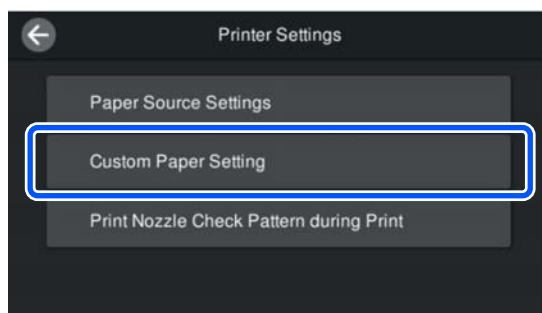 Printer Settings
Paper Source Settings
Custom Paper Setting
Print Nozzle Check Pattern during Print